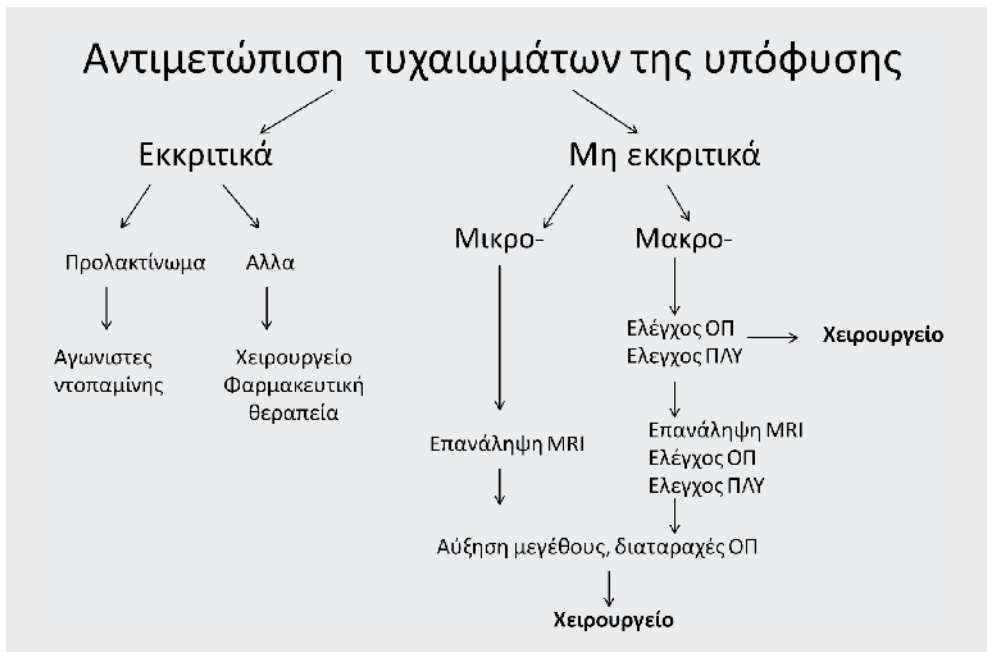 Αντιμετώπιση τυχαιωμάτων της υπόφυσης
Εκκριτικά
Μη εκκριτικά
Μικρο-
Μακρο-
Προλακτίνωμα
Αλλα
Ελέγχος ΟΠ
Ελεγχος ΠΛΥ
Χειρουργείο
Αγωνιστες
ντοπαμίνης
Χειρουργείο
Φαρμακευτική
θεραπεία
Επανάληψη MRI
Επανάληψη MRI
Ελέγχος ΟΠ
Ελεγχος ΠΛΥ
Αύξηση μεγέθους, διαταραχές ΟΠ
Χειρουργείο